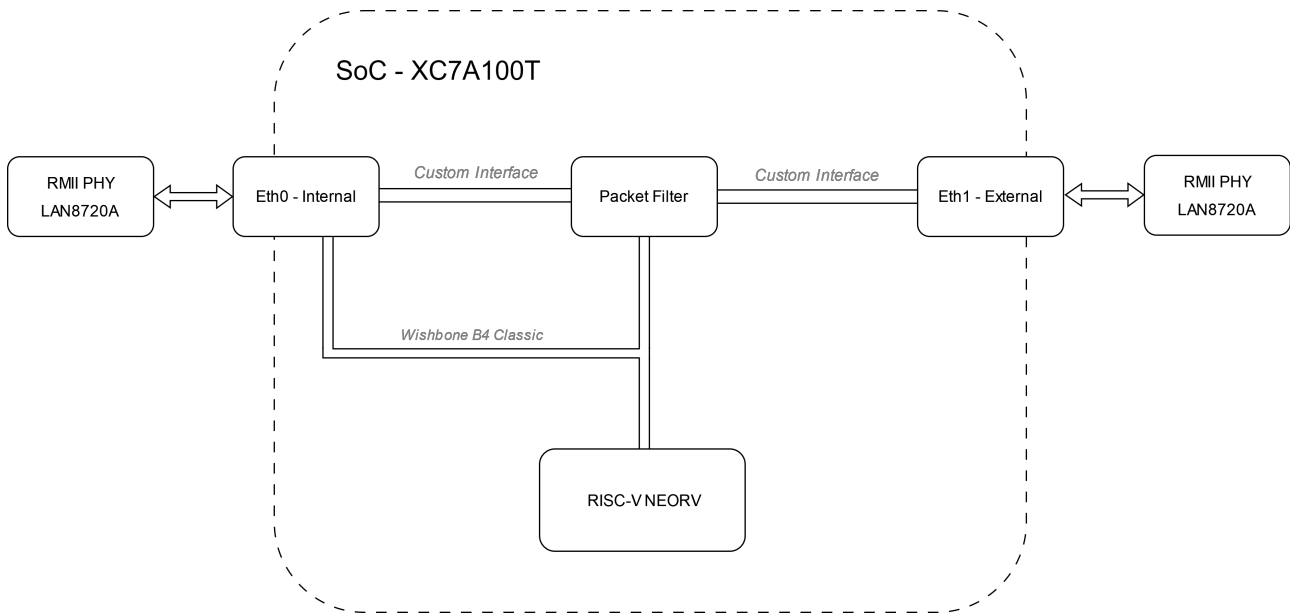 SoC - XC7A100T
Custom Interface
Custom Interface
RMII PHY
LAN8720A
Eth0 - Internal
Packet Filter
Eth1 - External
RMII PHY
LAN8720A
Wishbone B4 Classic
RISC-V NEORV